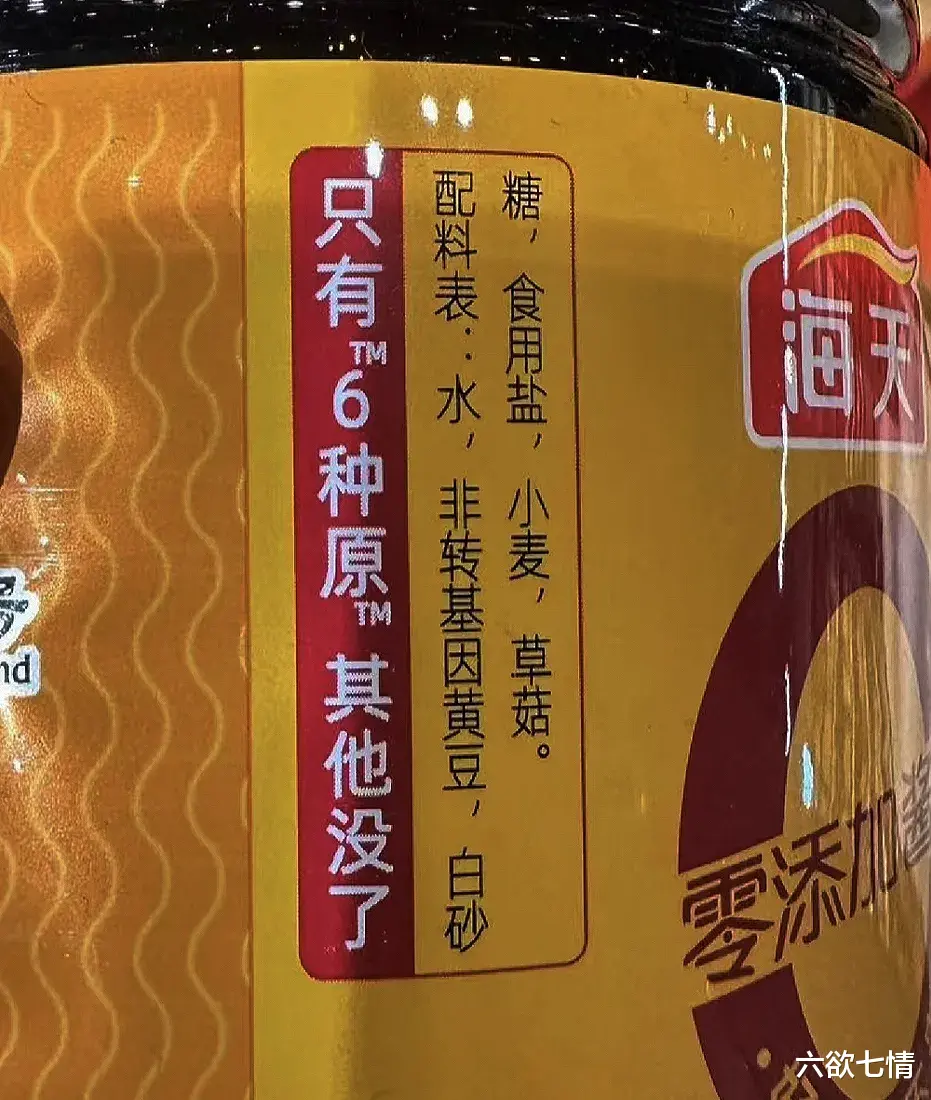 只有™6种原™ 其他没了
配料表：水，非转基因黄豆，白砂
糖，食用盐，小麦，草菇。
海天
零添加
nd
六欲七情